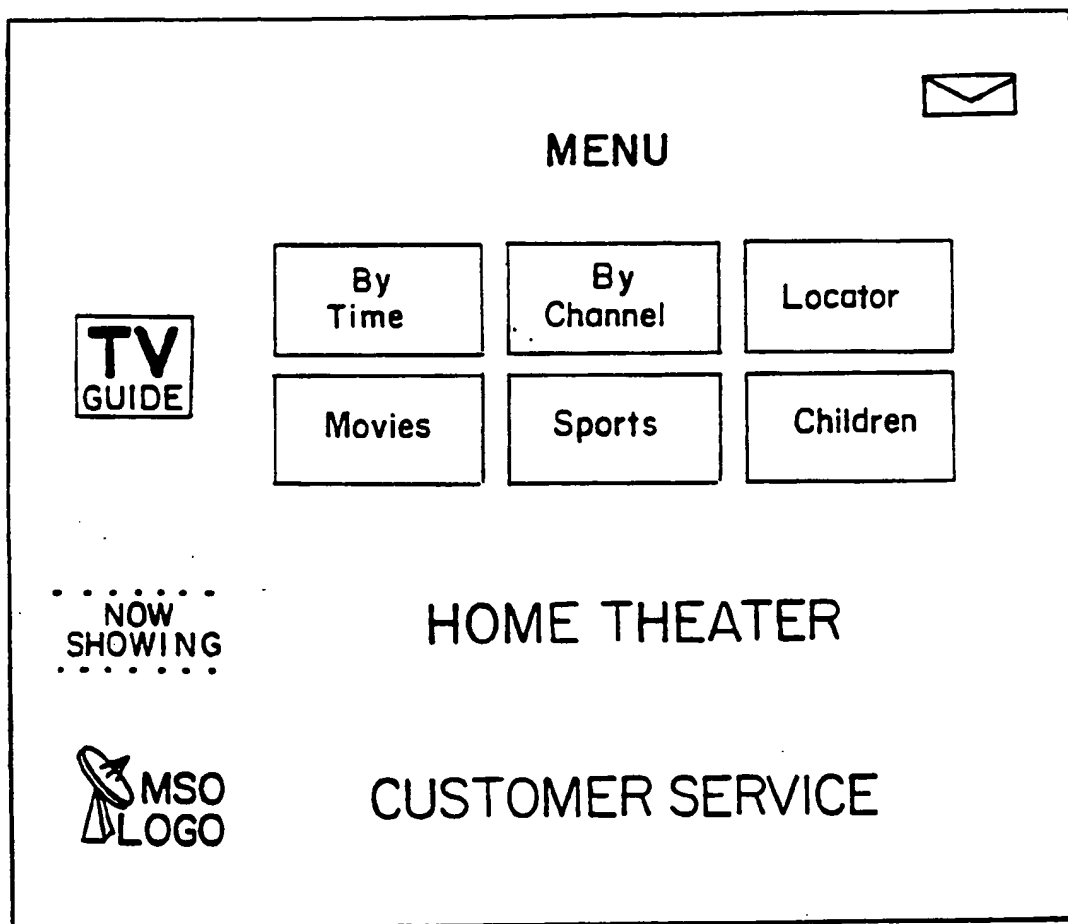 MENU
By
Time
By
Channel
Locator
TV
GUIDE
Movies
Sports
Children
NOW
SHOWING
HOME THEATER
MSO
LOGO
CUSTOMER SERVICE